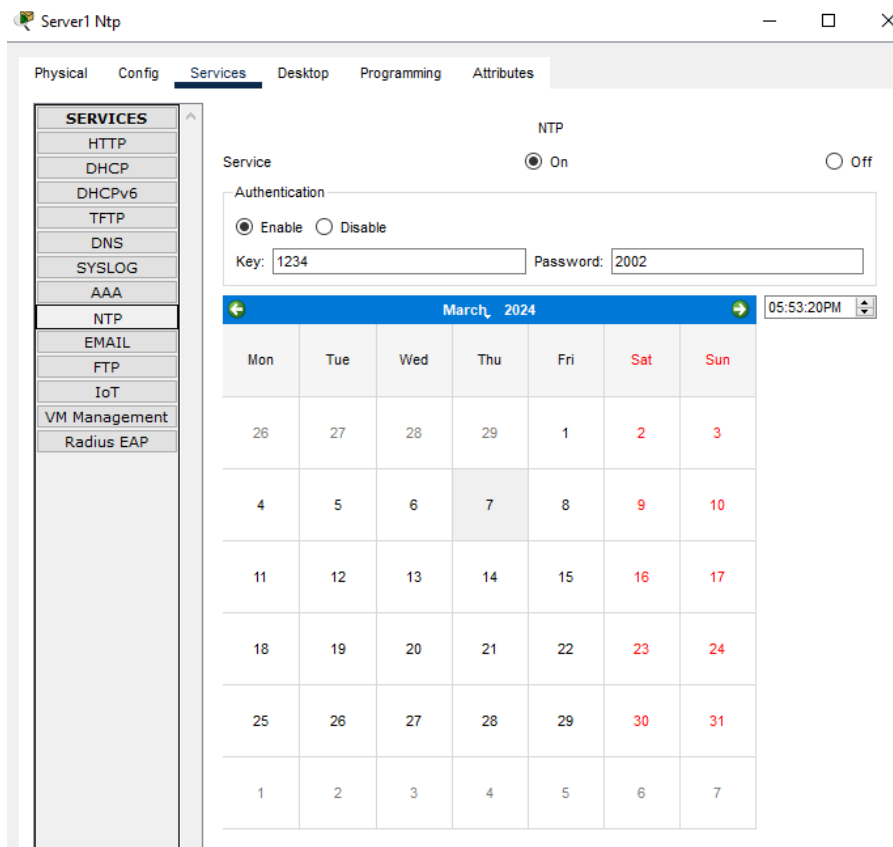 Server1 Ntp
Physical Config Services Desktop Programming Attributes
SERVICES
HTTP
DHCP
DHCPv6
TFTP
DNS
SYSLOG
AAA
NTP
EMAIL
FTP
IoT
VM Management
Radius EAP
NTP
Service On Off
Authentication
Enable Disable
Key: 1234 Password: 2002
March, 2024 05:53:20PM
Mon Tue Wed Thu Fri Sat Sun
26 27 28 29 1 2 3
4 5 6 7 8 9 10
11 12 13 14 15 16 17
18 19 20 21 22 23 24
25 26 27 28 29 30 31
1 2 3 4 5 6 7